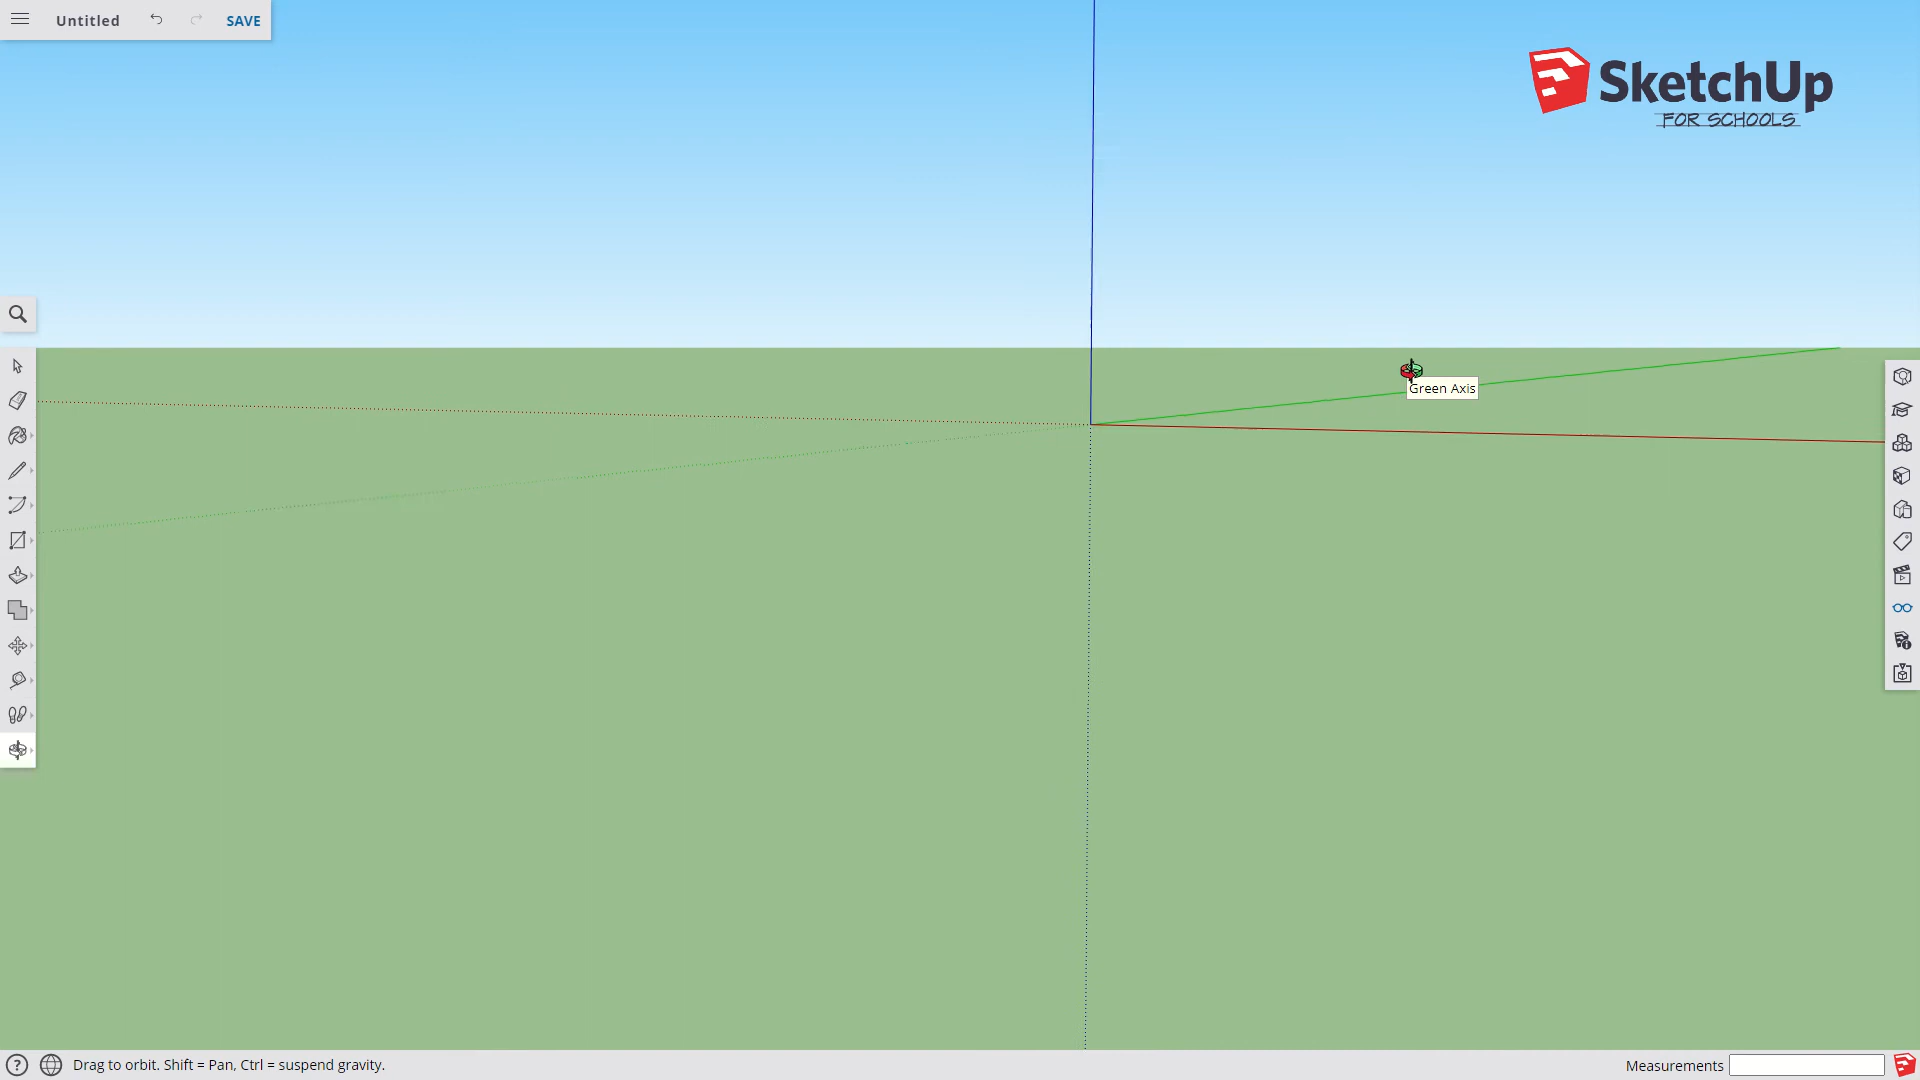 Untitled
SAVE
SketchUp
FOR SCHOOLS
Green Axis
Drag to orbit. Shift = Pan, Ctrl = suspend gravity.
Measurements